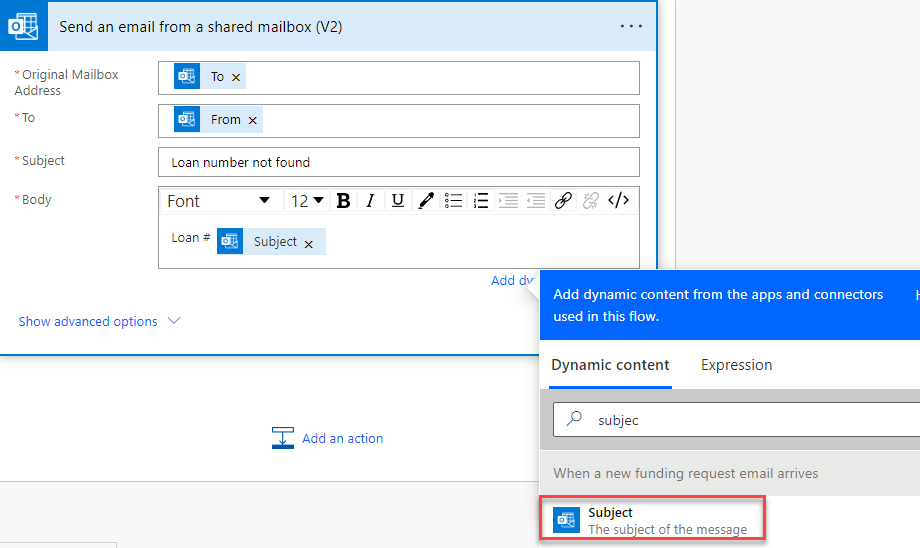 Send an email from a shared mailbox (V2)
* Original Mailbox
Address
To ×
* To
From ×
* Subject
Loan number not found
* Body
Font 12 B I U </>
Loan # Subject ×
Add dy
Add dynamic content from the apps and connectors
used in this flow.
Show advanced options
Dynamic content Expression
subjec
Add an action
When a new funding request email arrives
Subject
The subject of the message